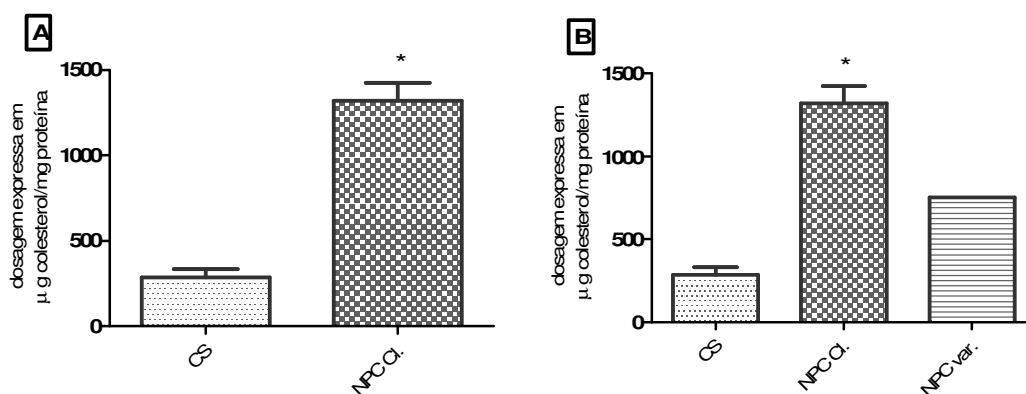 A
*
1500
1000
500
0
dosagem expressa em
µ g colesterol/mg proteína
CS
NPC Cl.
B
*
1500
1000
500
0
dosagem expressa em
µ g colesterol/mg proteína
CS
NPC Cl.
NPC var.